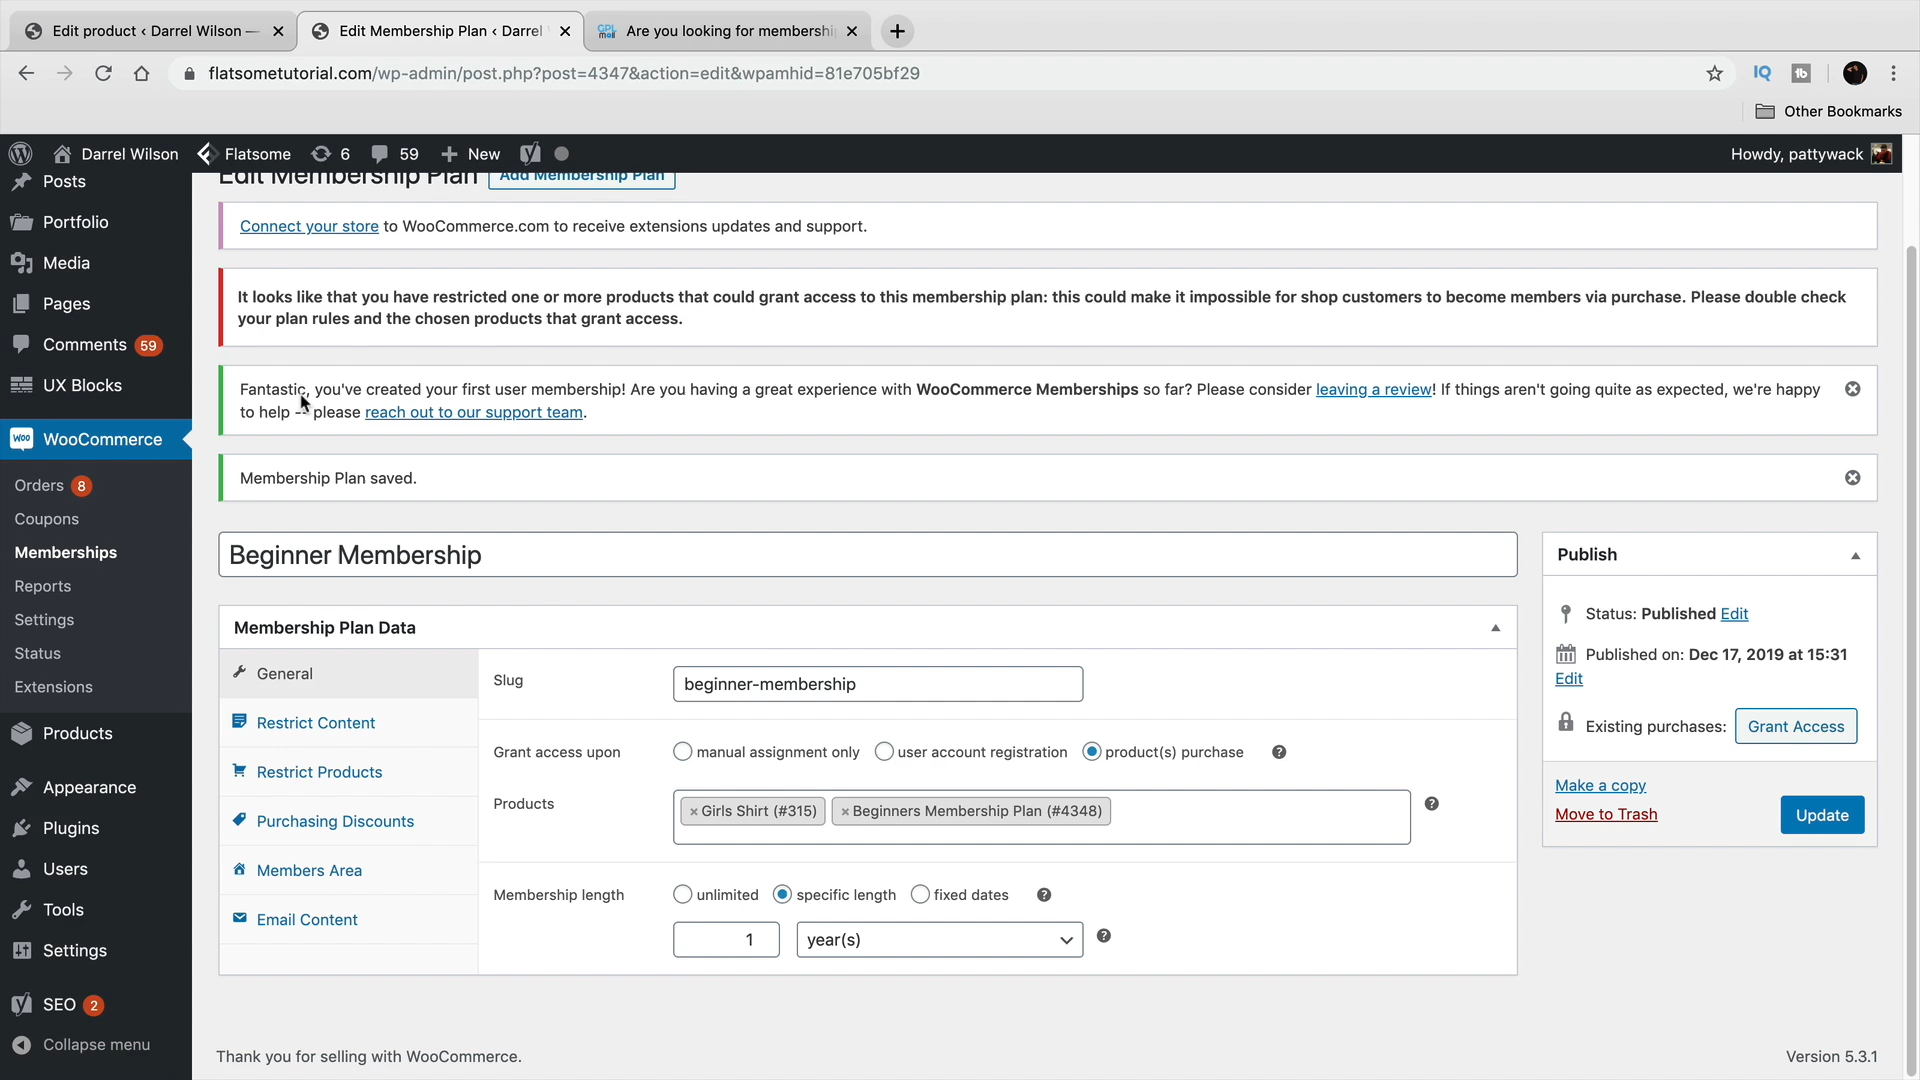 Edit product ‹ Darrel Wilson —
Edit Membership Plan ‹ Darrel
GPL mall
Are you looking for membership
flatsometutorial.com/wp-admin/post.php?post=4347&action=edit&wpamhid=81e705bf29
IQ
tb
Other Bookmarks
Darrel Wilson
Flatsome
6
59
New
Howdy, pattywack
Posts
Portfolio
Media
Pages
Comments 59
UX Blocks
Woo WooCommerce
Orders 8
Coupons
Memberships
Reports
Settings
Status
Extensions
Products
Appearance
Plugins
Users
Tools
Settings
SEO 2
Collapse menu
Edit Membership Plan
Add Membership Plan
Connect your store to WooCommerce.com to receive extensions updates and support.
It looks like that you have restricted one or more products that could grant access to this membership plan: this could make it impossible for shop customers to become members via purchase. Please double check
your plan rules and the chosen products that grant access.
Fantastic, you've created your first user membership! Are you having a great experience with WooCommerce Memberships so far? Please consider leaving a review! If things aren't going quite as expected, we're happy
to help -- please reach out to our support team.
Membership Plan saved.
Beginner Membership
Membership Plan Data
General
Restrict Content
Restrict Products
Purchasing Discounts
Members Area
Email Content
Slug
beginner-membership
Grant access upon
manual assignment only
user account registration
product(s) purchase
Products
× Girls Shirt (#315)
× Beginners Membership Plan (#4348)
Membership length
unlimited
specific length
fixed dates
1
year(s)
Publish
Status: Published Edit
Published on: Dec 17, 2019 at 15:31
Edit
Existing purchases: Grant Access
Make a copy
Move to Trash
Update
Thank you for selling with WooCommerce.
Version 5.3.1